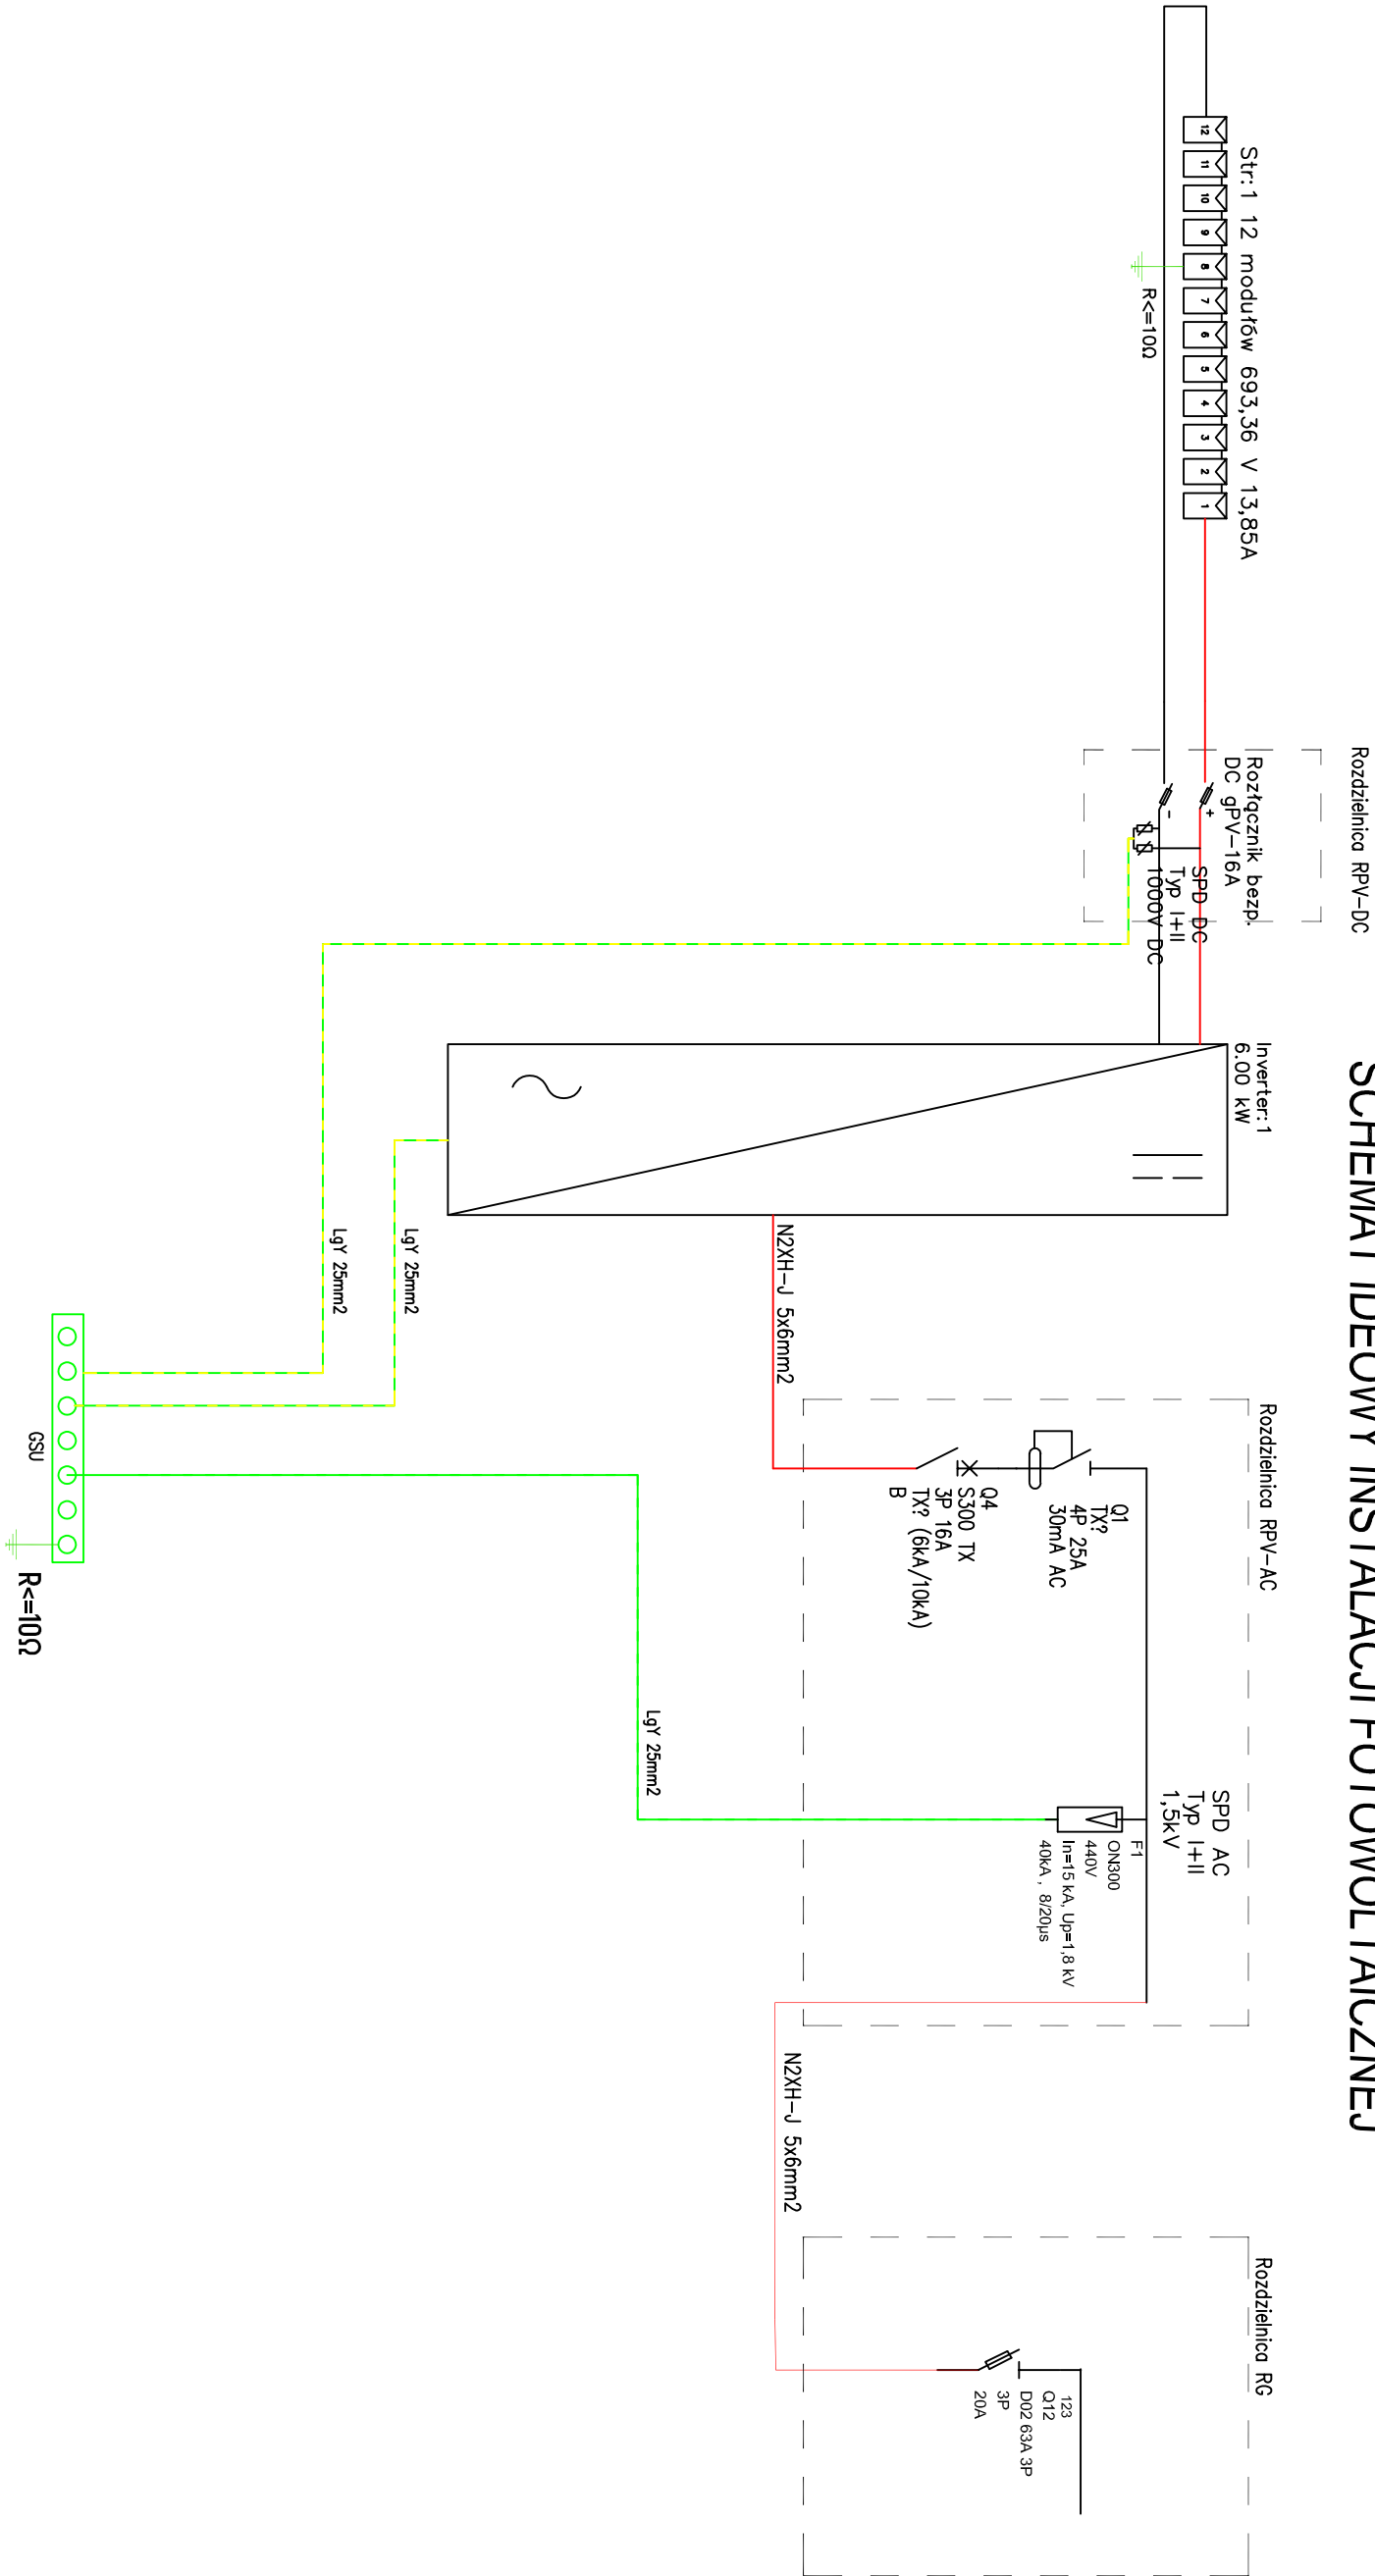 SCHEMAT IDEOWY INSTALACJI FOTOWOLTAICZNEJ
Str:1 12 modułów 693,36 V 13,85A
12 11 10 9 8 7 6 5 4 3 2 1
R<=10Ω
Rozdzielnica RPV-DC
Rozłącznik bezp.
DC gPV-16A
+
-
SPD DC
Typ I+II
1000V DC
Inverter:1
6.00 kW
N2XH-J 5x6mm2
LgY 25mm2
LgY 25mm2
GSU
R<=10Ω
Rozdzielnica RPV-AC
Q1
TX?
4P 25A
30mA AC
Q4
S300 TX
3P 16A
TX? (6kA/10kA)
B
LgY 25mm2
SPD AC
Typ I+II
1,5kV
F1
ON300
440V
In=15 kA, Up=1,8 kV
40kA , 8/20µs
N2XH-J 5x6mm2
Rozdzielnica RG
123
Q12
D02 63A 3P
3P
20A